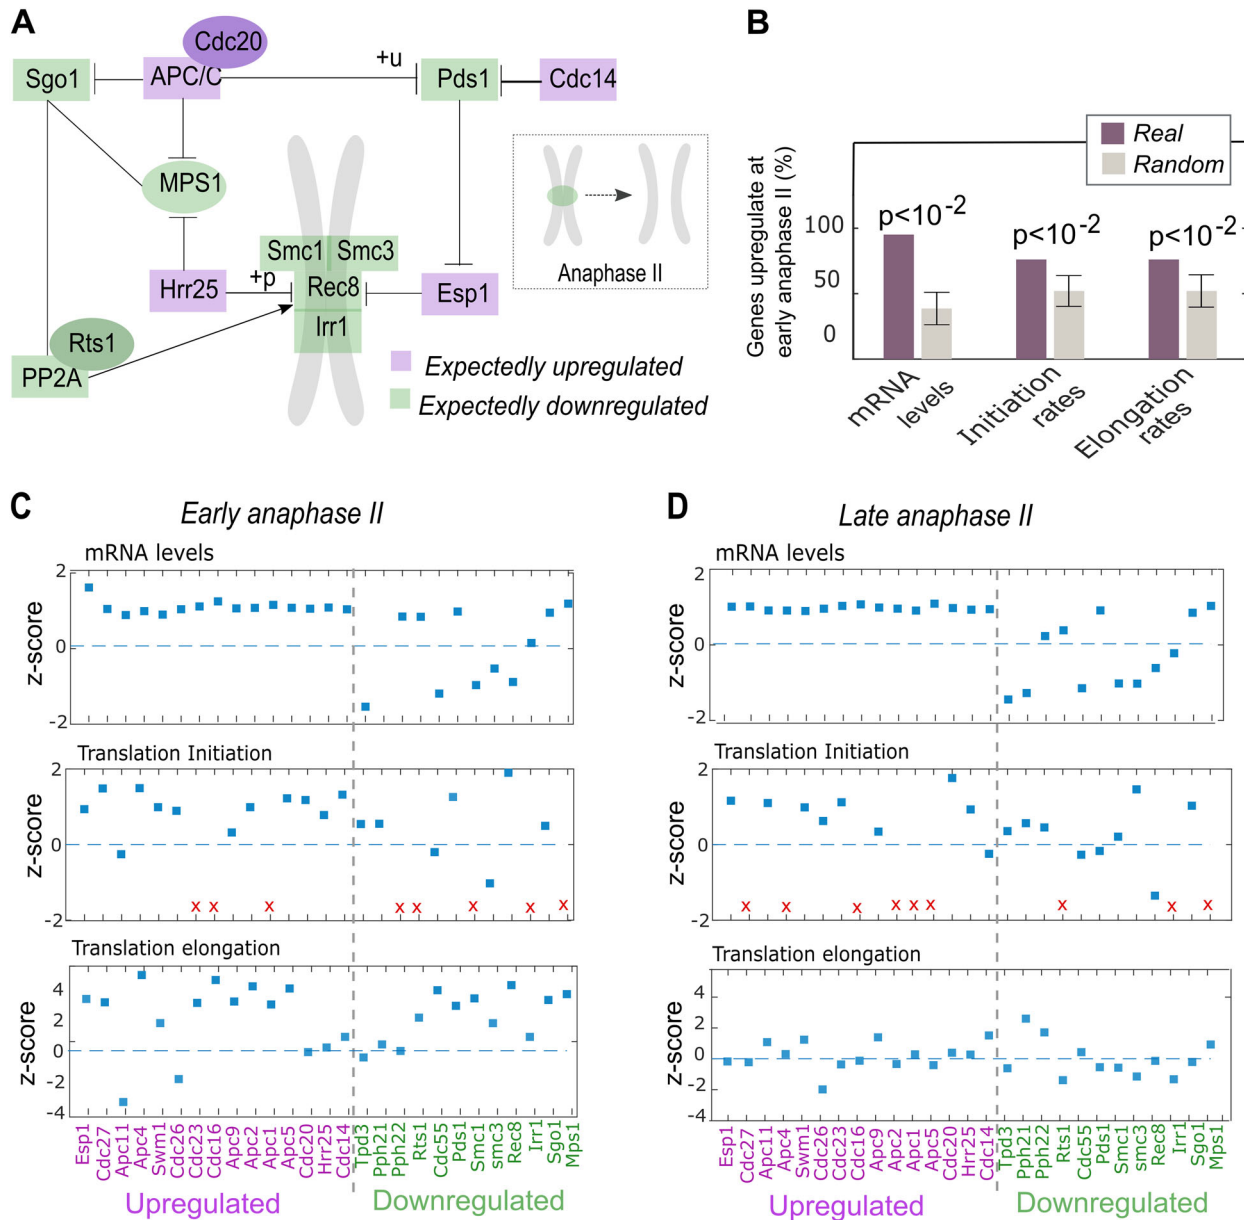 A
Cdc20
Sgo1
APC/C
+u
Pds1
Cdc14
MPS1
Smc1
Smc3
Hrr25
+p
Rec8
Esp1
Irr1
Rts1
PP2A
Anaphase II
Expectedly upregulated
Expectedly downregulated
B
Real
Random
Genes upregulate at
early anaphase II (%)
100
50
0
p<10-2
p<10-2
p<10-2
mRNA
levels
Initiation
rates
Elongation
rates
C
Early anaphase II
mRNA levels
z-score
2
0
-2
Translation Initiation
z-score
2
0
-2
x x x x x x x x
Translation elongation
z-score
4
2
0
-2
-4
Esp1
Cdc27
Apc11
Apc4
Swm1
Cdc26
Cdc23
Cdc16
Apc9
Apc2
Apc1
Apc5
Cdc20
Hrr25
Cdc14
Tpd3
Pph21
Pph22
Rts1
Cdc55
Pds1
Smc1
smc3
Rec8
Irr1
Sgo1
Mps1
Upregulated
Downregulated
D
Late anaphase II
mRNA levels
z-score
2
0
-2
Translation Initiation
z-score
2
0
-2
x x x x x x x x x
Translation elongation
z-score
4
2
0
-2
-4
Esp1
Cdc27
Apc11
Apc4
Swm1
Cdc26
Cdc23
Cdc16
Apc9
Apc2
Apc1
Apc5
Cdc20
Hrr25
Cdc14
Tpd3
Pph21
Pph22
Rts1
Cdc55
Pds1
Smc1
smc3
Rec8
Irr1
Sgo1
Mps1
Upregulated
Downregulated